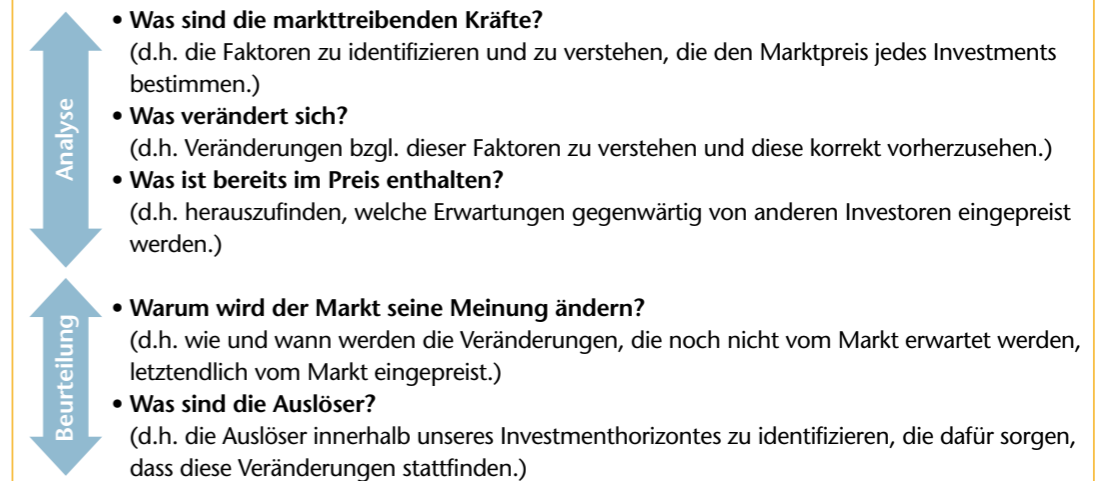 • Was sind die markttreibenden Kräfte?
(d.h. die Faktoren zu identifizieren und zu verstehen, die den Marktpreis jedes Investments
bestimmen.)
• Was verändert sich?
(d.h. Veränderungen bzgl. dieser Faktoren zu verstehen und diese korrekt vorherzusehen.)
• Was ist bereits im Preis enthalten?
(d.h. herauszufinden, welche Erwartungen gegenwärtig von anderen Investoren eingepreist
werden.)
Analyse
• Warum wird der Markt seine Meinung ändern?
(d.h. wie und wann werden die Veränderungen, die noch nicht vom Markt erwartet werden,
letztendlich vom Markt eingepreist.)
• Was sind die Auslöser?
(d.h. die Auslöser innerhalb unseres Investmenthorizontes zu identifizieren, die dafür sorgen,
dass diese Veränderungen stattfinden.)
Beurteilung